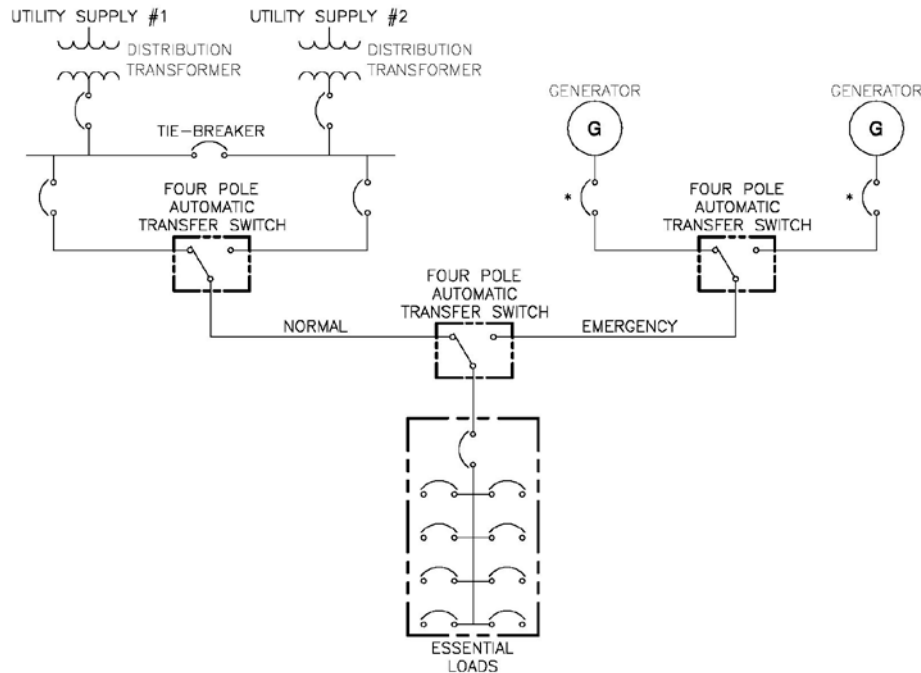 UTILITY SUPPLY #1
UTILITY SUPPLY #2
DISTRIBUTION
TRANSFORMER
DISTRIBUTION
TRANSFORMER
GENERATOR
GENERATOR
G
G
TIE-BREAKER
*
*
FOUR POLE
AUTOMATIC
TRANSFER SWITCH
FOUR POLE
AUTOMATIC
TRANSFER SWITCH
FOUR POLE
AUTOMATIC
TRANSFER SWITCH
NORMAL
EMERGENCY
ESSENTIAL
LOADS